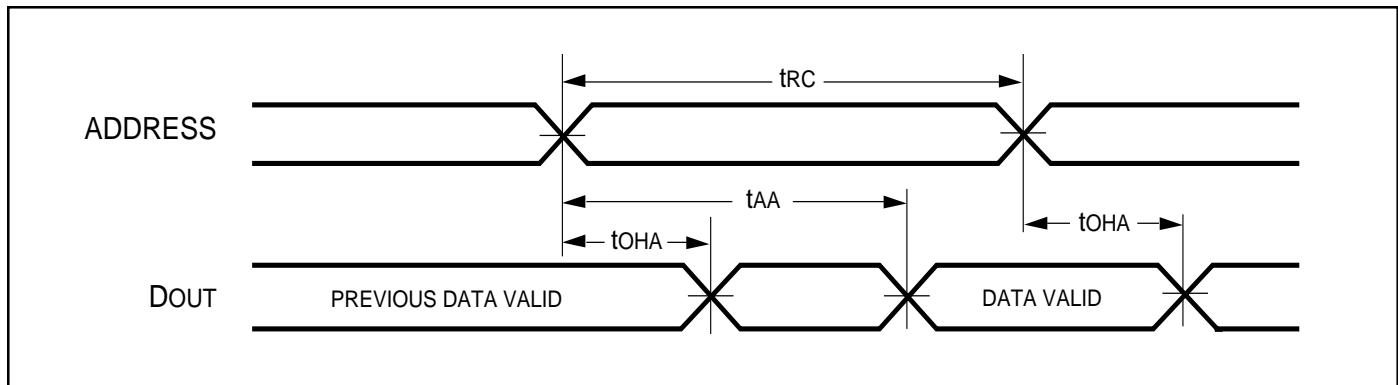 tRC
ADDRESS
tAA
tOHA
tOHA
DOUT
PREVIOUS DATA VALID
DATA VALID